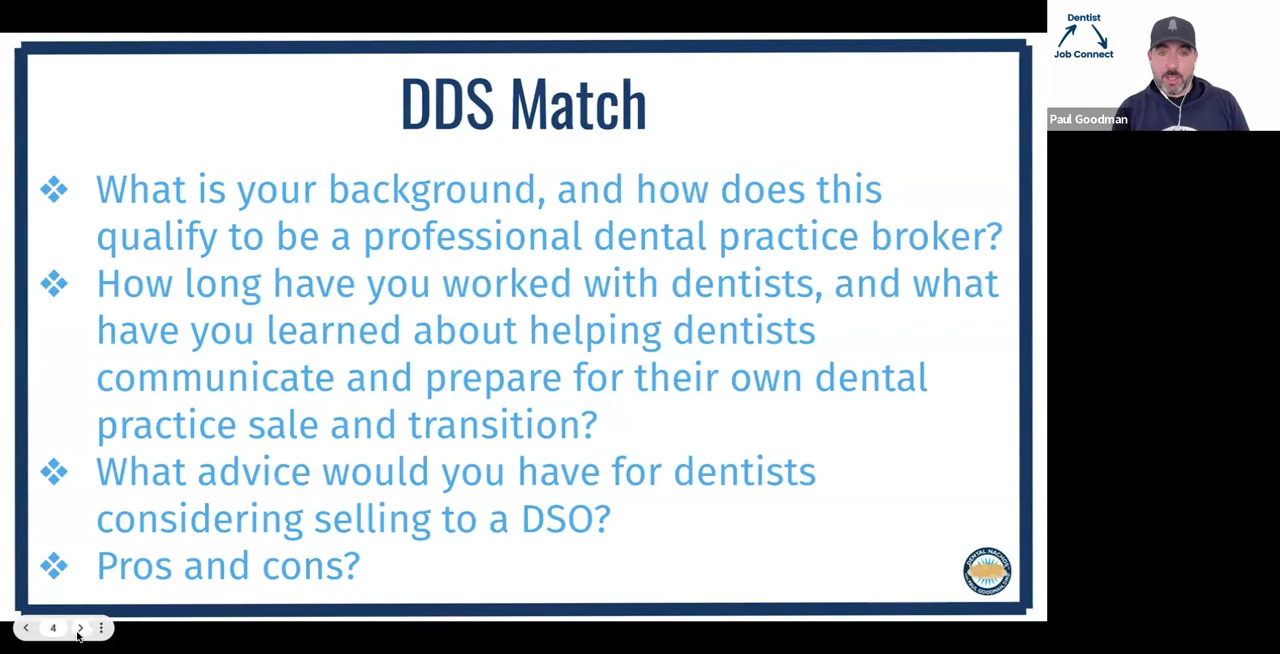 DDS Match
❖ What is your background, and how does this
qualify to be a professional dental practice broker?
❖ How long have you worked with dentists, and what
have you learned about helping dentists
communicate and prepare for their own dental
practice sale and transition?
❖ What advice would you have for dentists
considering selling to a DSO?
❖ Pros and cons?
DENTAL NACHOS
4
Dentist
Job Connect
Paul Goodman